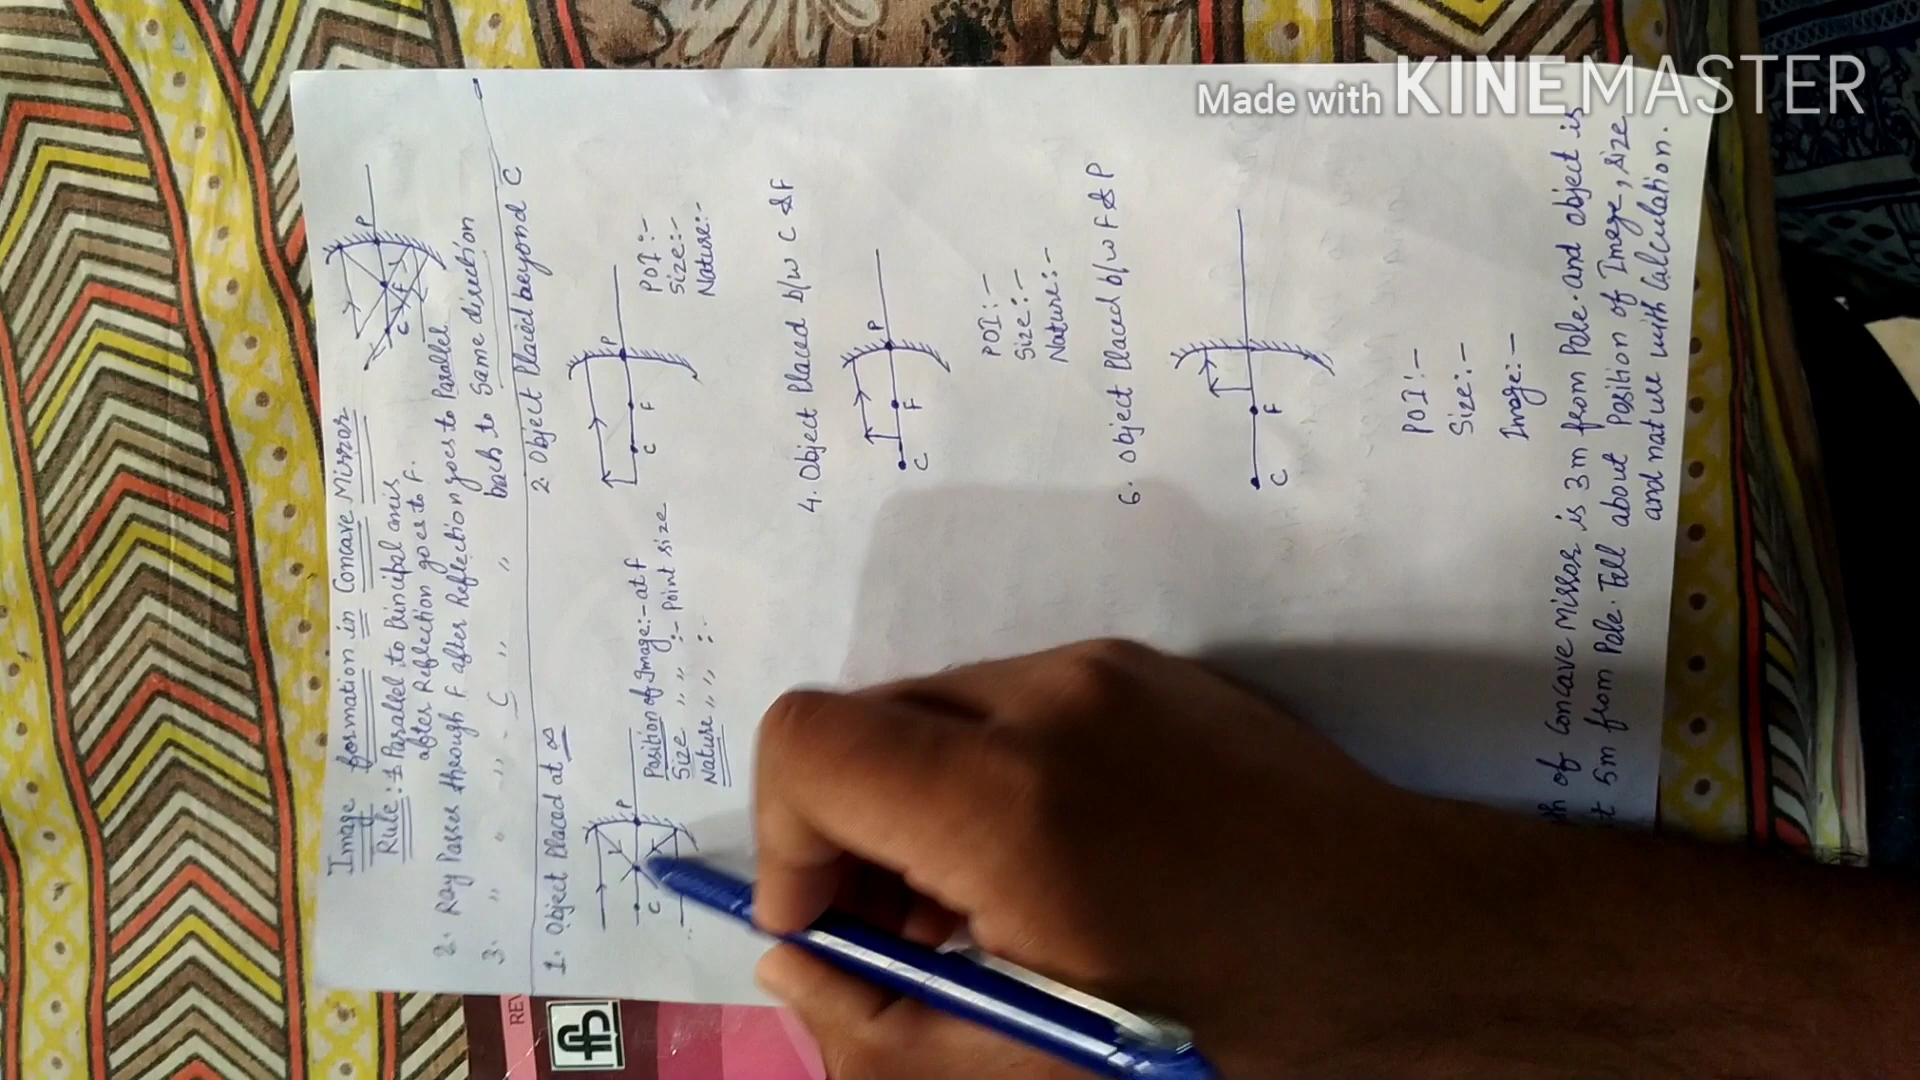 Made with KINEMASTER
Image formation in Concave Mirror
Rule:-1 Parallel to Principal axis
after Reflection goes to F.
2. Ray Passes through F after Reflection goes to Parallel
3. " " " " C " " back to Same direction
C F P
1. Object Placed at ∞
C P
Position of Image:- at F
Size " " :- Point size
Nature " " :-
2. Object Placed beyond C
C F P
POI:-
Size:-
Nature:-
4. Object Placed b/w C & F
C F P
POI:-
Size:-
Nature:-
6. Object Placed b/w F & P
C F
POI:-
Size:-
Image:-
of Concave Mirror is 3m from Pole and object is
5m from Pole. Tell about Position of Image, size
and nature with Calculation.
REV